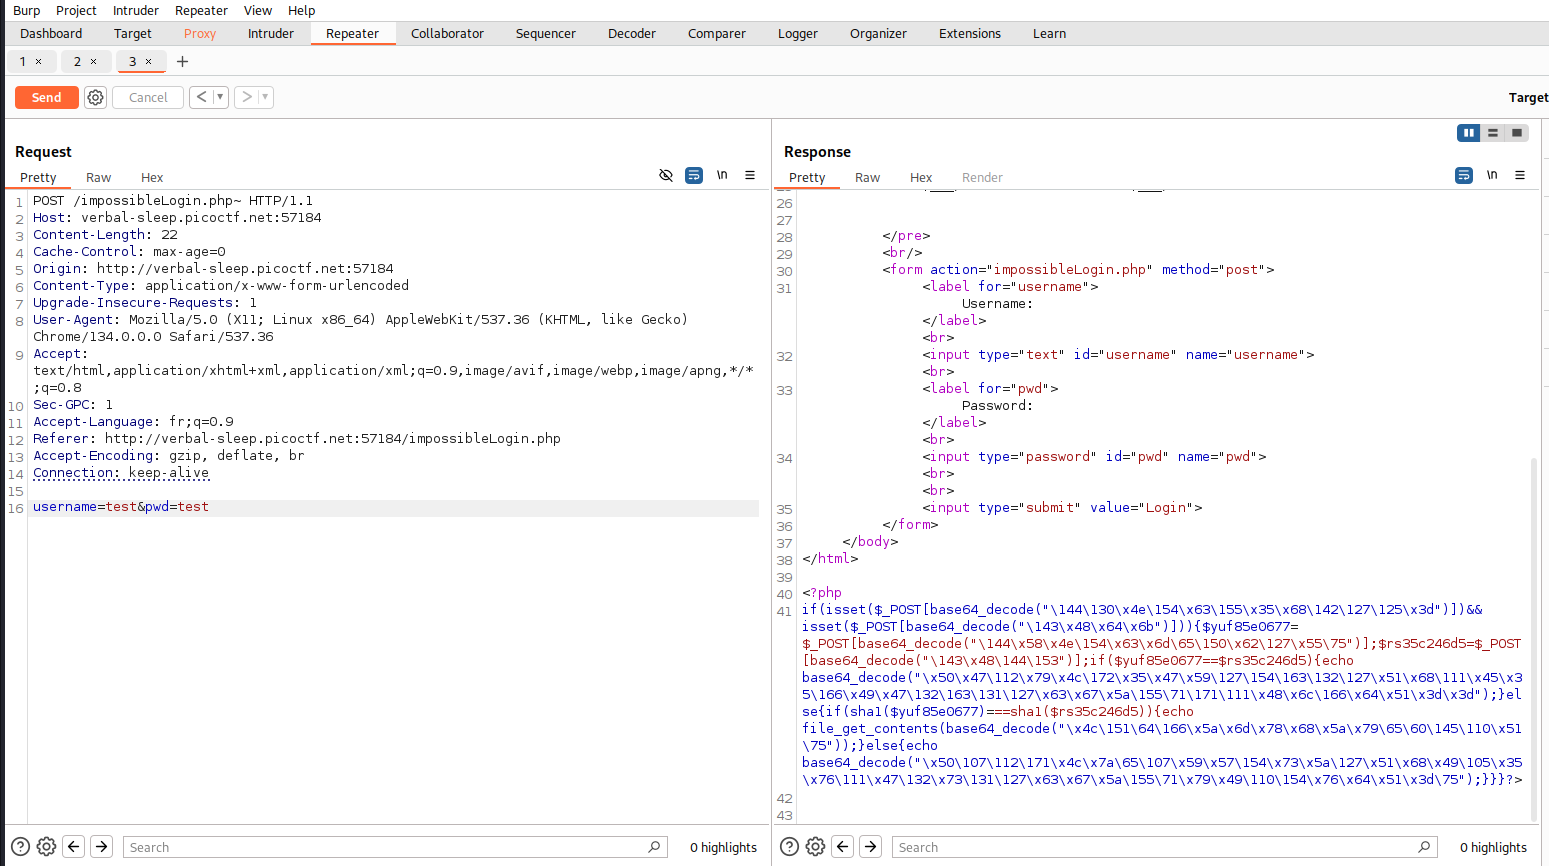 Burp Project Intruder Repeater View Help
Dashboard Target Proxy Intruder Repeater Collaborator Sequencer Decoder Comparer Logger Organizer Extensions Learn
1 × 2 × 3 × +
Send Cancel < ▾ > ▾ Target
Request
Pretty Raw Hex \n
1 POST /impossibleLogin.php~ HTTP/1.1
2 Host: verbal-sleep.picoctf.net:57184
3 Content-Length: 22
4 Cache-Control: max-age=0
5 Origin: http://verbal-sleep.picoctf.net:57184
6 Content-Type: application/x-www-form-urlencoded
7 Upgrade-Insecure-Requests: 1
8 User-Agent: Mozilla/5.0 (X11; Linux x86_64) AppleWebKit/537.36 (KHTML, like Gecko)
Chrome/134.0.0.0 Safari/537.36
9 Accept:
text/html,application/xhtml+xml,application/xml;q=0.9,image/avif,image/webp,image/apng,*/*
;q=0.8
10 Sec-GPC: 1
11 Accept-Language: fr;q=0.9
12 Referer: http://verbal-sleep.picoctf.net:57184/impossibleLogin.php
13 Accept-Encoding: gzip, deflate, br
14 Connection: keep-alive
15
16 username=test&pwd=test
Search 0 highlights
Response
Pretty Raw Hex Render \n
26
27
28 </pre>
29 <br/>
30 <form action="impossibleLogin.php" method="post">
31 <label for="username">
Username:
</label>
<br>
32 <input type="text" id="username" name="username">
<br>
33 <label for="pwd">
Password:
</label>
<br>
34 <input type="password" id="pwd" name="pwd">
<br>
<br>
35 <input type="submit" value="Login">
36 </form>
37 </body>
38 </html>
39
40 <?php
41 if(isset($_POST[base64_decode("\144\130\x4e\154\x63\155\x35\x68\142\127\125\x3d")])&&
isset($_POST[base64_decode("\143\x48\x64\x6b")])){$yuf85e0677=
$_POST[base64_decode("\144\x58\x4e\154\x63\x6d\65\150\x62\127\x55\75")];$rs35c246d5=$_POST
[base64_decode("\143\x48\144\153")];if($yuf85e0677==$rs35c246d5){echo
base64_decode("\x50\x47\112\x79\x4c\172\x35\x47\x59\127\154\163\132\127\x51\x68\111\x45\x3
5\166\x49\x47\132\163\131\127\x63\x67\x5a\155\71\171\111\x48\x6c\166\x64\x51\x3d\x3d");}el
se{if(sha1($yuf85e0677)===sha1($rs35c246d5)){echo
file_get_contents(base64_decode("\x4c\151\64\166\x5a\x6d\x78\x68\x5a\x79\65\x60\145\110\x51
\75"));}else{echo
base64_decode("\x50\107\112\171\x4c\x7a\65\107\x59\x57\154\x73\x5a\127\x51\x68\x49\105\x35
\x76\111\x47\132\x73\131\127\x63\x67\x5a\155\x71\x79\x49\110\154\x76\x64\x51\x3d\75");}}}?>
42
43
Search 0 highlights